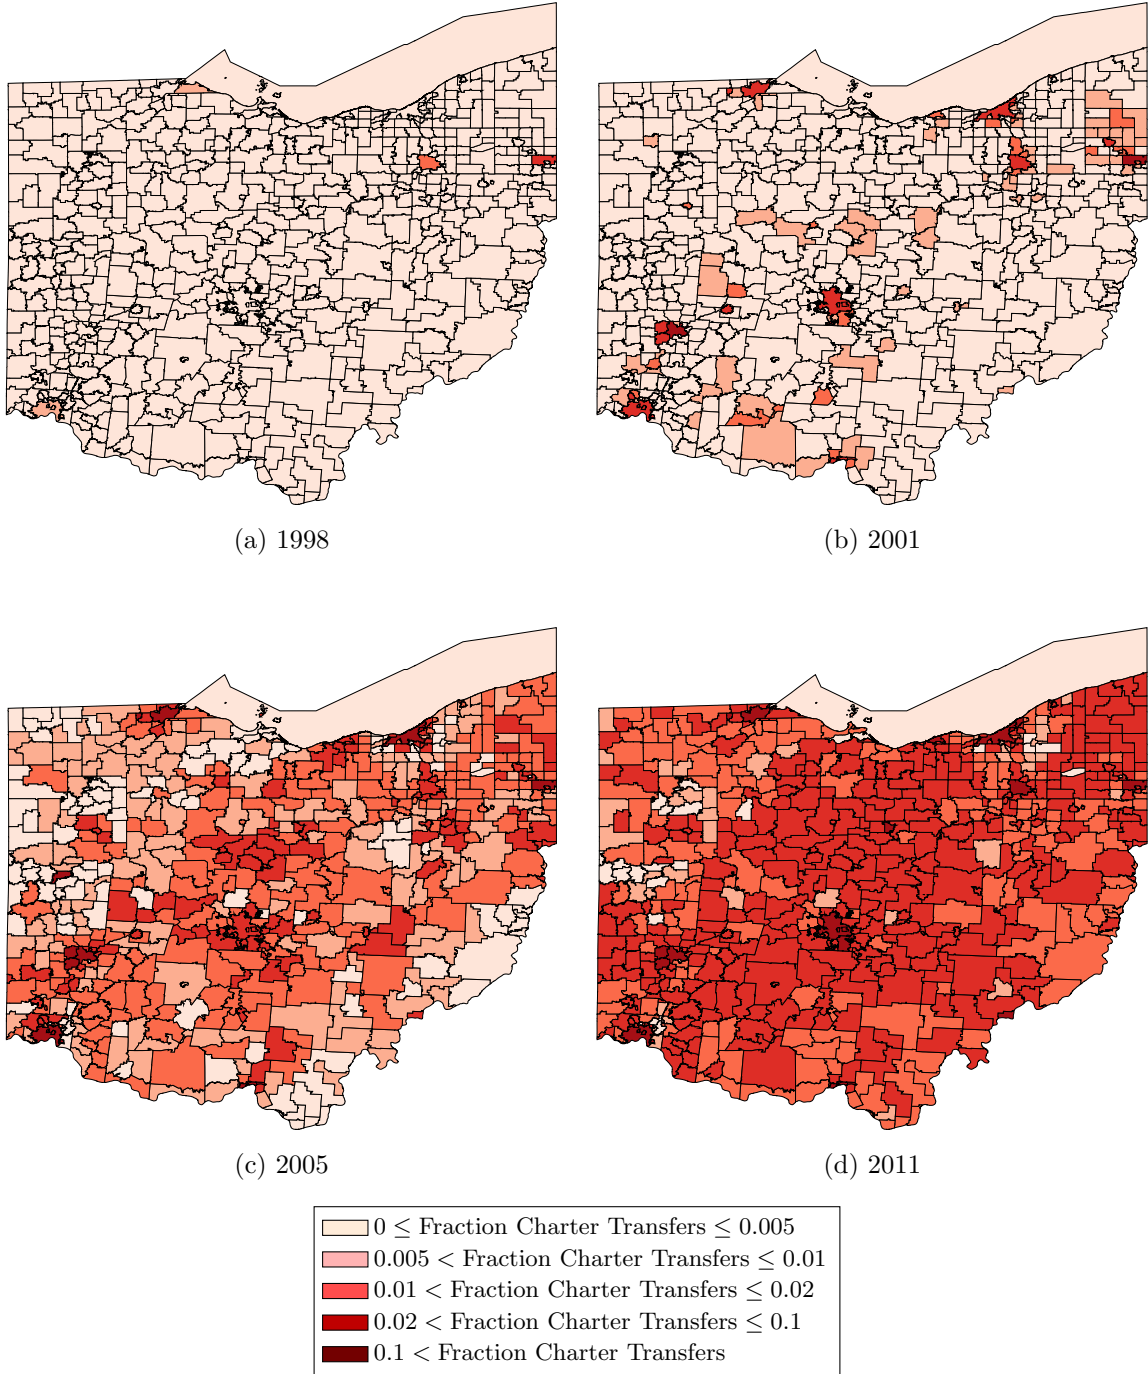 (a) 1998
(b) 2001
(c) 2005
(d) 2011
0 ≤ Fraction Charter Transfers ≤ 0.005
0.005 < Fraction Charter Transfers ≤ 0.01
0.01 < Fraction Charter Transfers ≤ 0.02
0.02 < Fraction Charter Transfers ≤ 0.1
0.1 < Fraction Charter Transfers